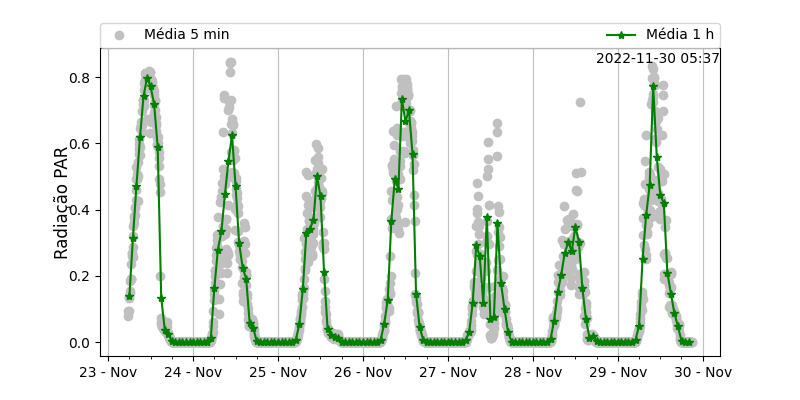 Média 5 min
Média 1 h
2022-11-30 05:37
Radiação PAR
0.8
0.6
0.4
0.2
0.0
23 - Nov
24 - Nov
25 - Nov
26 - Nov
27 - Nov
28 - Nov
29 - Nov
30 - Nov